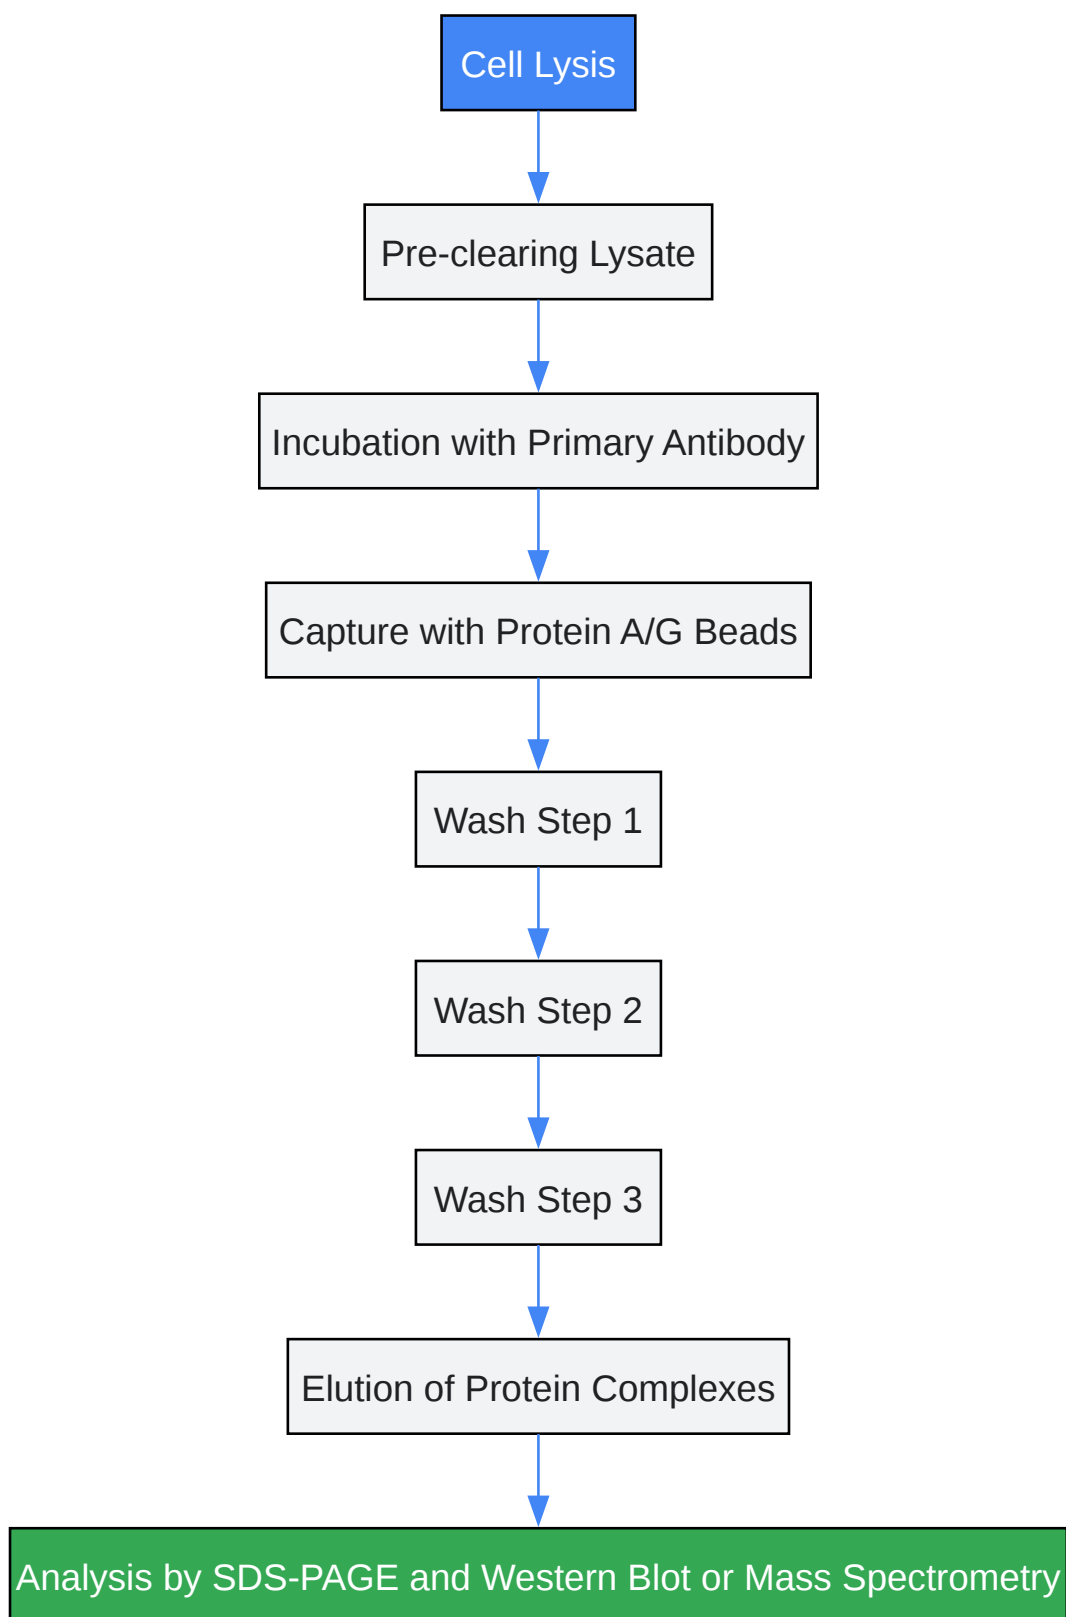 Cell Lysis
Pre-clearing Lysate
Incubation with Primary Antibody
Capture with Protein A/G Beads
Wash Step 1
Wash Step 2
Wash Step 3
Elution of Protein Complexes
Analysis by SDS-PAGE and Western Blot or Mass Spectrometry